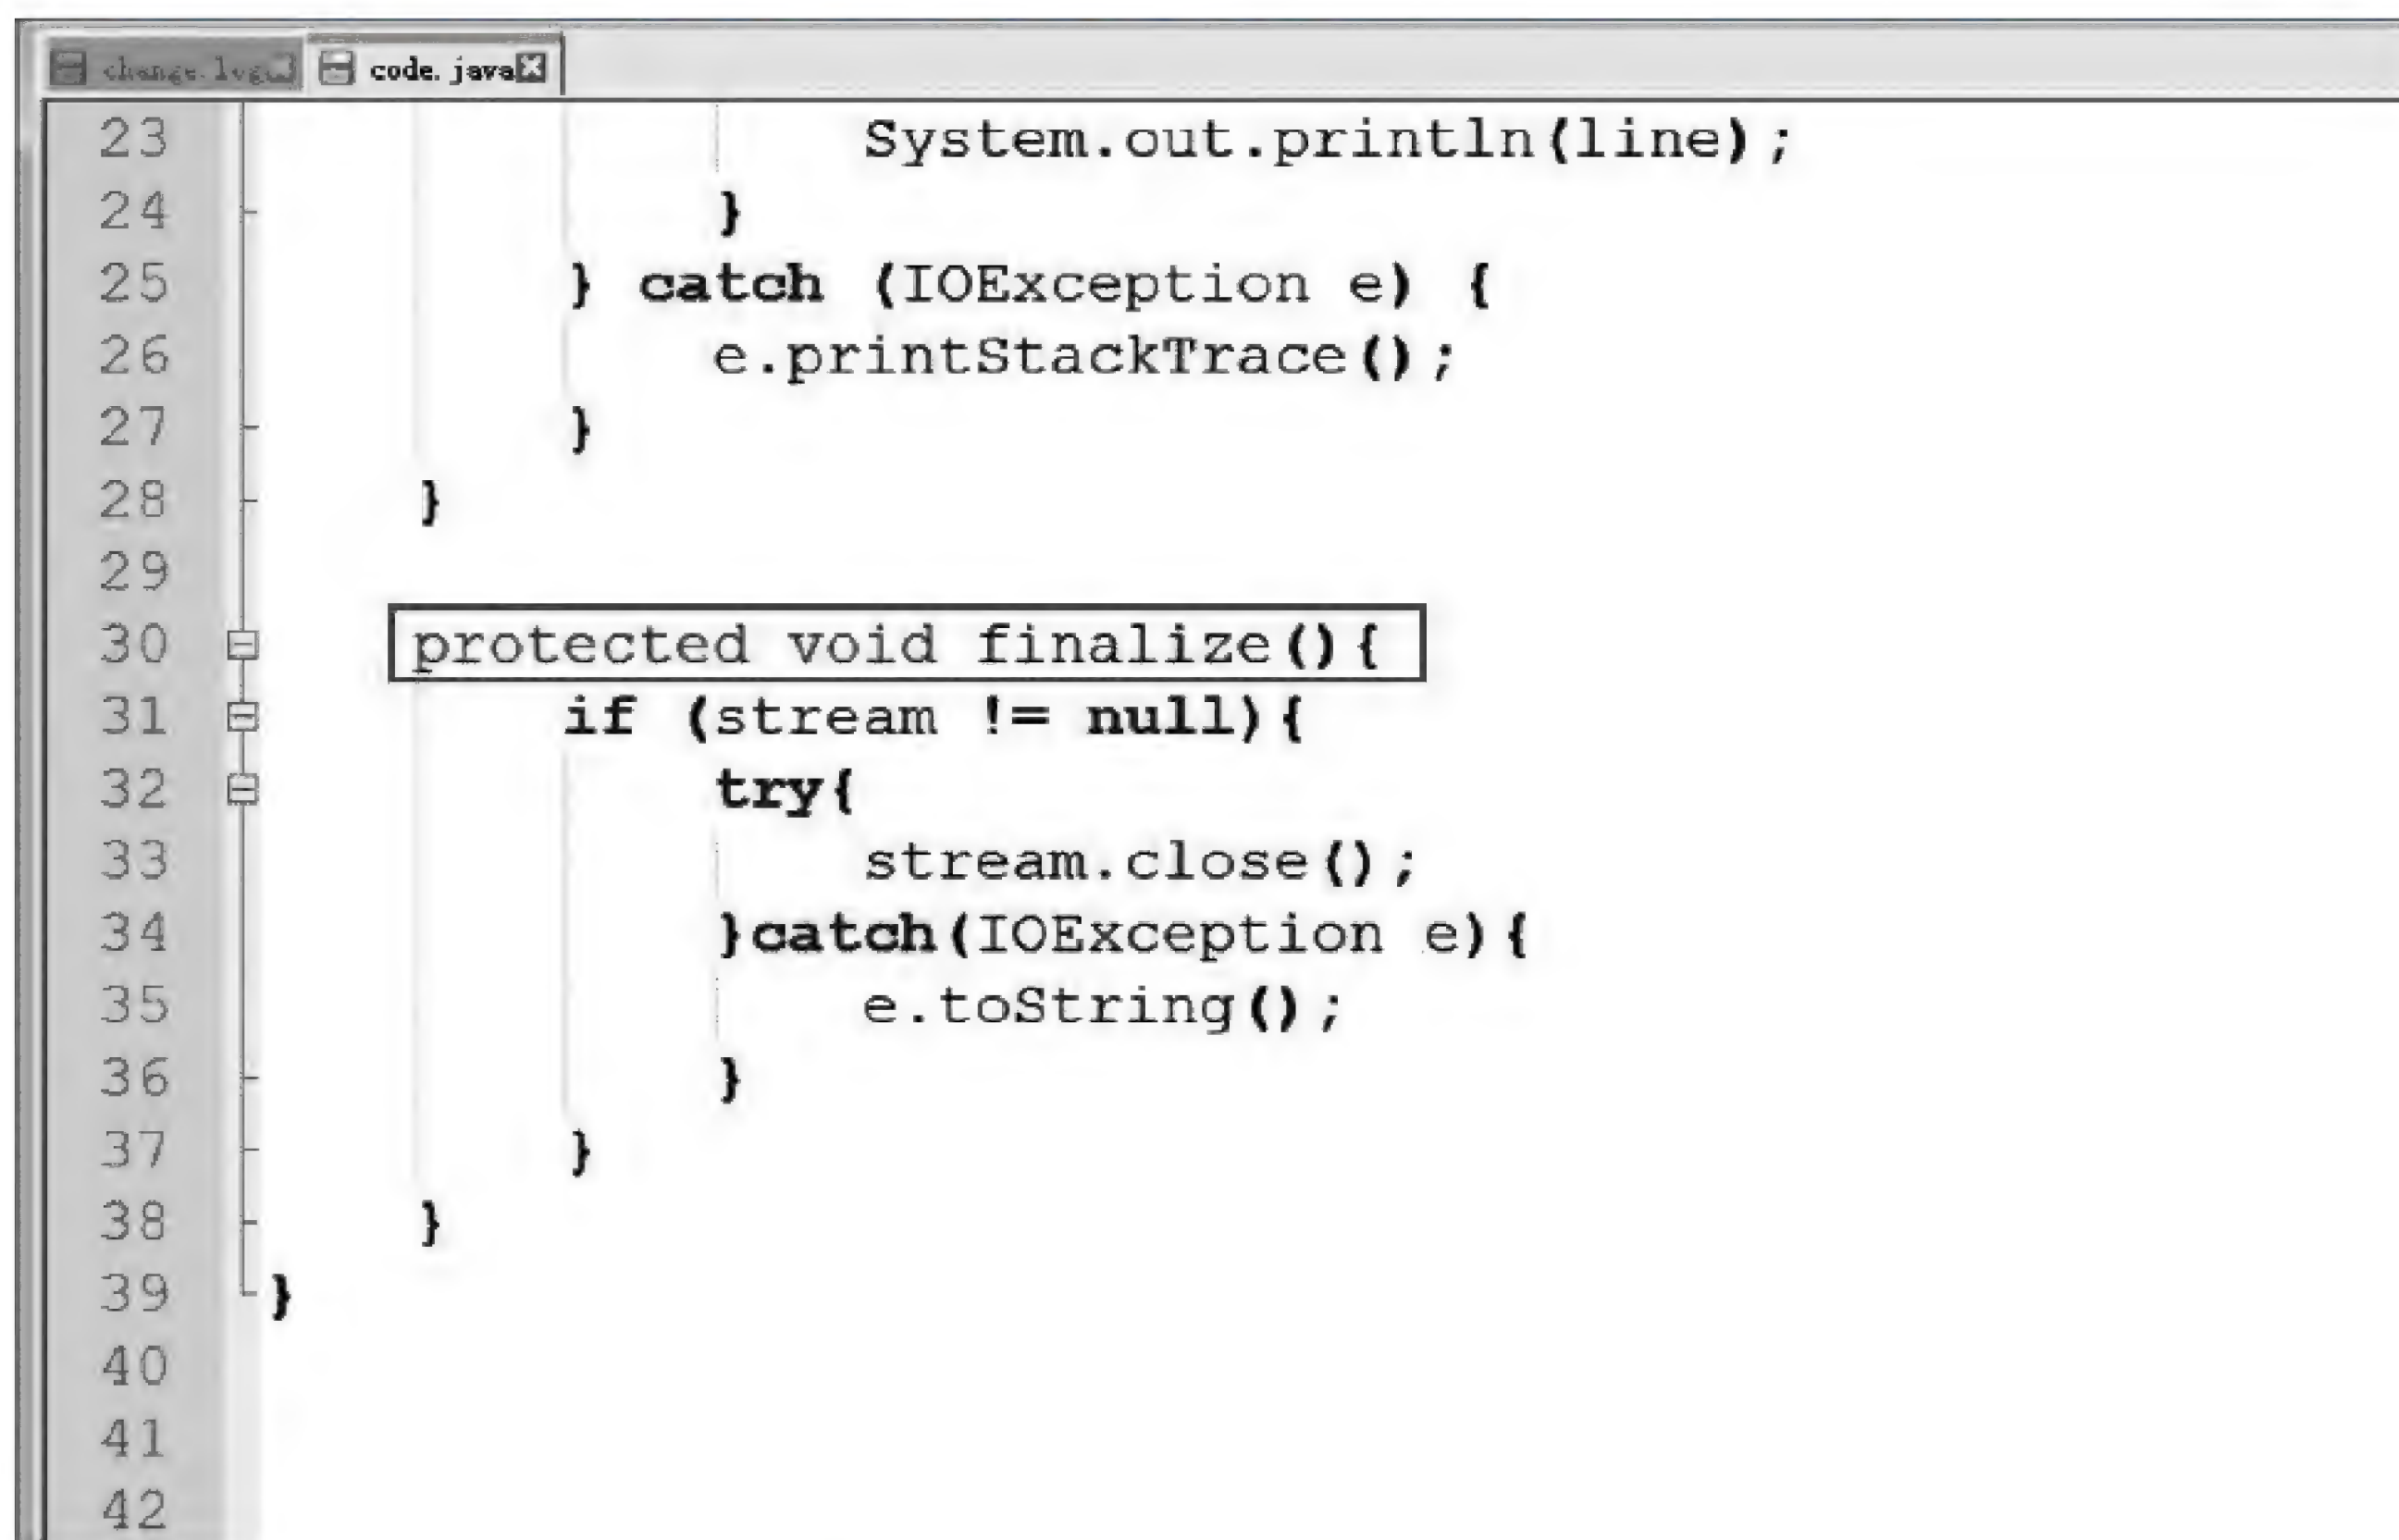 change.log code.java
23 System.out.println(line);
24 }
25 } catch (IOException e) {
26 e.printStackTrace();
27 }
28 }
29
30 protected void finalize(){
31 if (stream != null){
32 try{
33 stream.close();
34 }catch(IOException e){
35 e.toString();
36 }
37 }
38 }
39 }
40
41
42